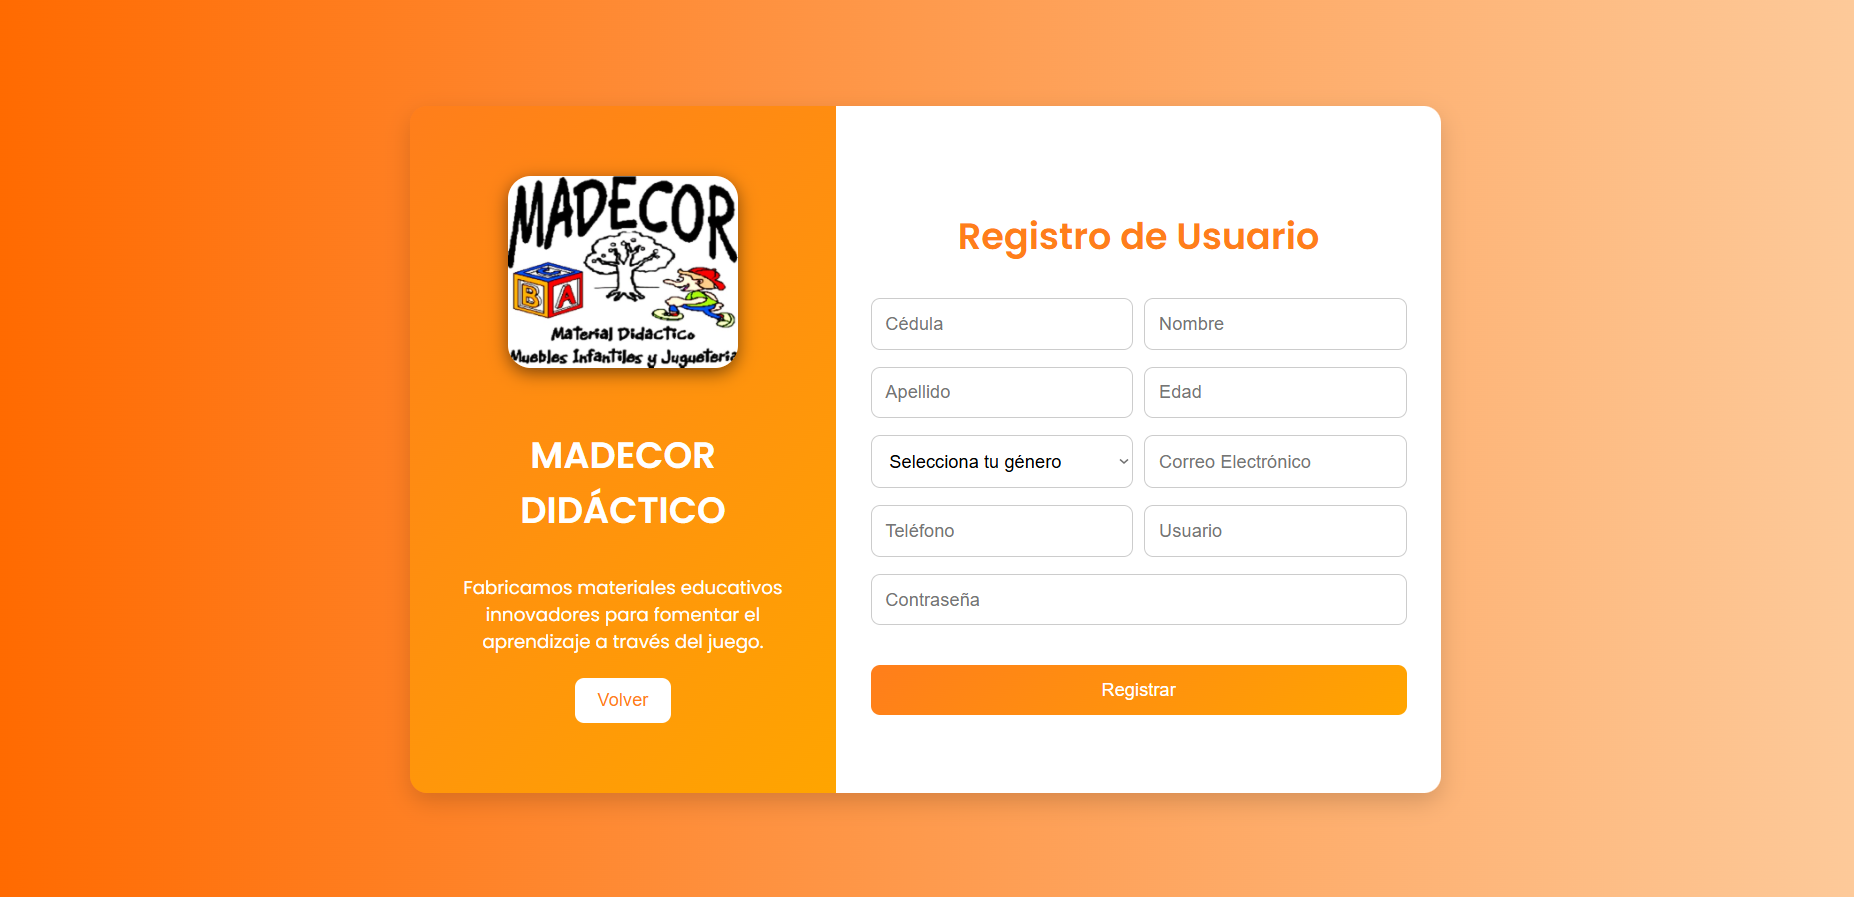 MADECOR
C
B A
Material Didactico
Muebles Infantiles y Jugueteria
MADECOR
DIDÁCTICO
Fabricamos materiales educativos
innovadores para fomentar el
aprendizaje a través del juego.
Volver
Registro de Usuario
Cédula
Nombre
Apellido
Edad
Selecciona tu género
Correo Electrónico
Teléfono
Usuario
Contraseña
Registrar